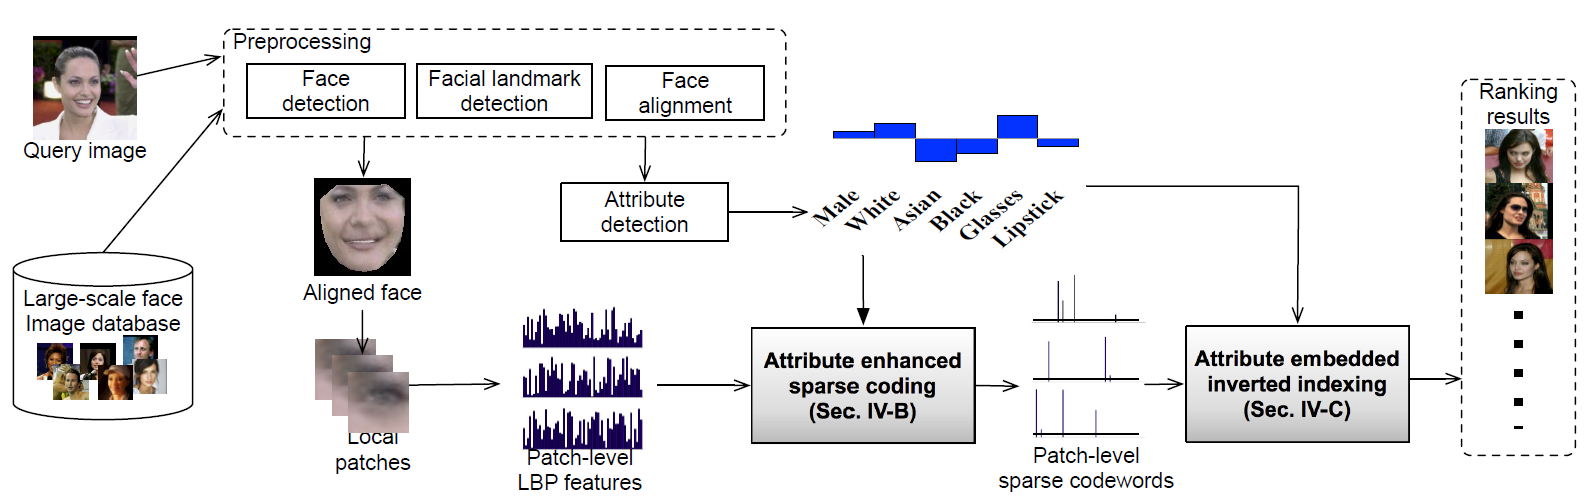 Preprocessing
Face
detection
Facial landmark
detection
Face
alignment
Query image
Ranking
results
Attribute
detection
Male
White
Asian
Black
Glasses
Lipstick
Aligned face
Large-scale face
Image database
Attribute enhanced
sparse coding
(Sec. IV-B)
Attribute embedded
inverted indexing
(Sec. IV-C)
Local
patches
Patch-level
LBP features
Patch-level
sparse codewords